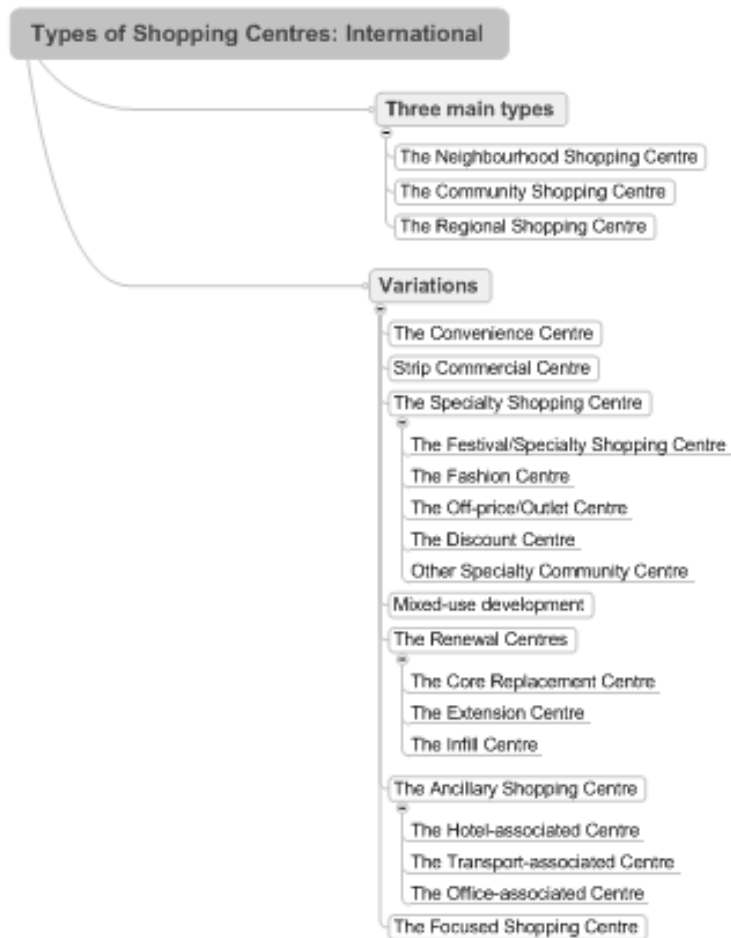 Types of Shopping Centres: International
Three main types
The Neighbourhood Shopping Centre
The Community Shopping Centre
The Regional Shopping Centre
Variations
The Convenience Centre
Strip Commercial Centre
The Specialty Shopping Centre
The Festival/Specialty Shopping Centre
The Fashion Centre
The Off-price/Outlet Centre
The Discount Centre
Other Specialty Community Centre
Mixed-use development
The Renewal Centres
The Core Replacement Centre
The Extension Centre
The Infill Centre
The Ancillary Shopping Centre
The Hotel-associated Centre
The Transport-associated Centre
The Office-associated Centre
The Focused Shopping Centre